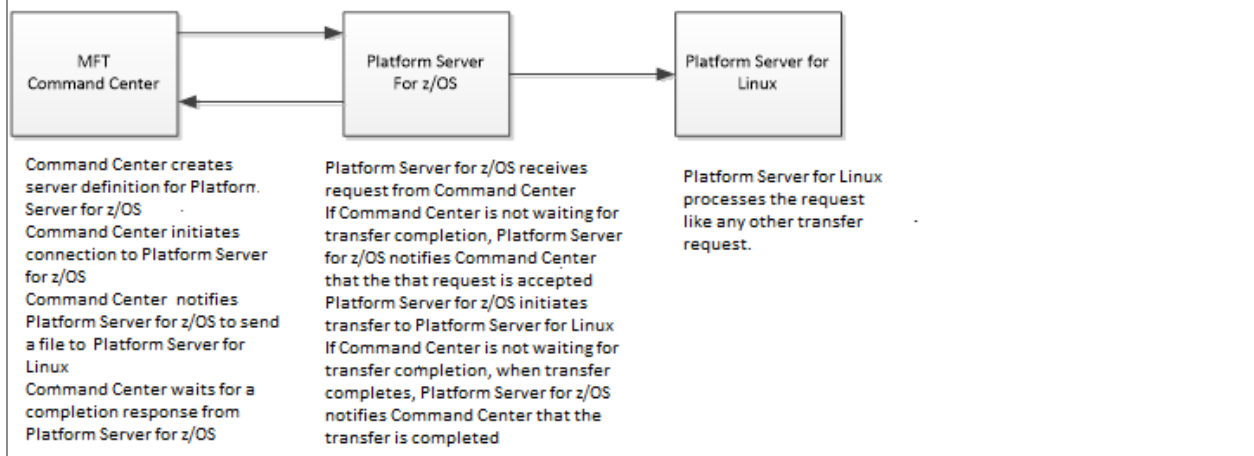 MFT
Command Center
Platform Server
For z/OS
Platform Server for
Linux
Command Center creates
server definition for Platform
Server for z/OS
Command Center initiates
connection to Platform Server
for z/OS
Command Center notifies
Platform Server for z/OS to send
a file to Platform Server for
Linux
Command Center waits for a
completion response from
Platform Server for z/OS
Platform Server for z/OS receives
request from Command Center
If Command Center is not waiting for
transfer completion, Platform Server
for z/OS notifies Command Center
that the that request is accepted
Platform Server for z/OS initiates
transfer to Platform Server for Linux
If Command Center is not waiting for
transfer completion, when transfer
completes, Platform Server for z/OS
notifies Command Center that the
transfer is completed
Platform Server for Linux
processes the request
like any other transfer
request.